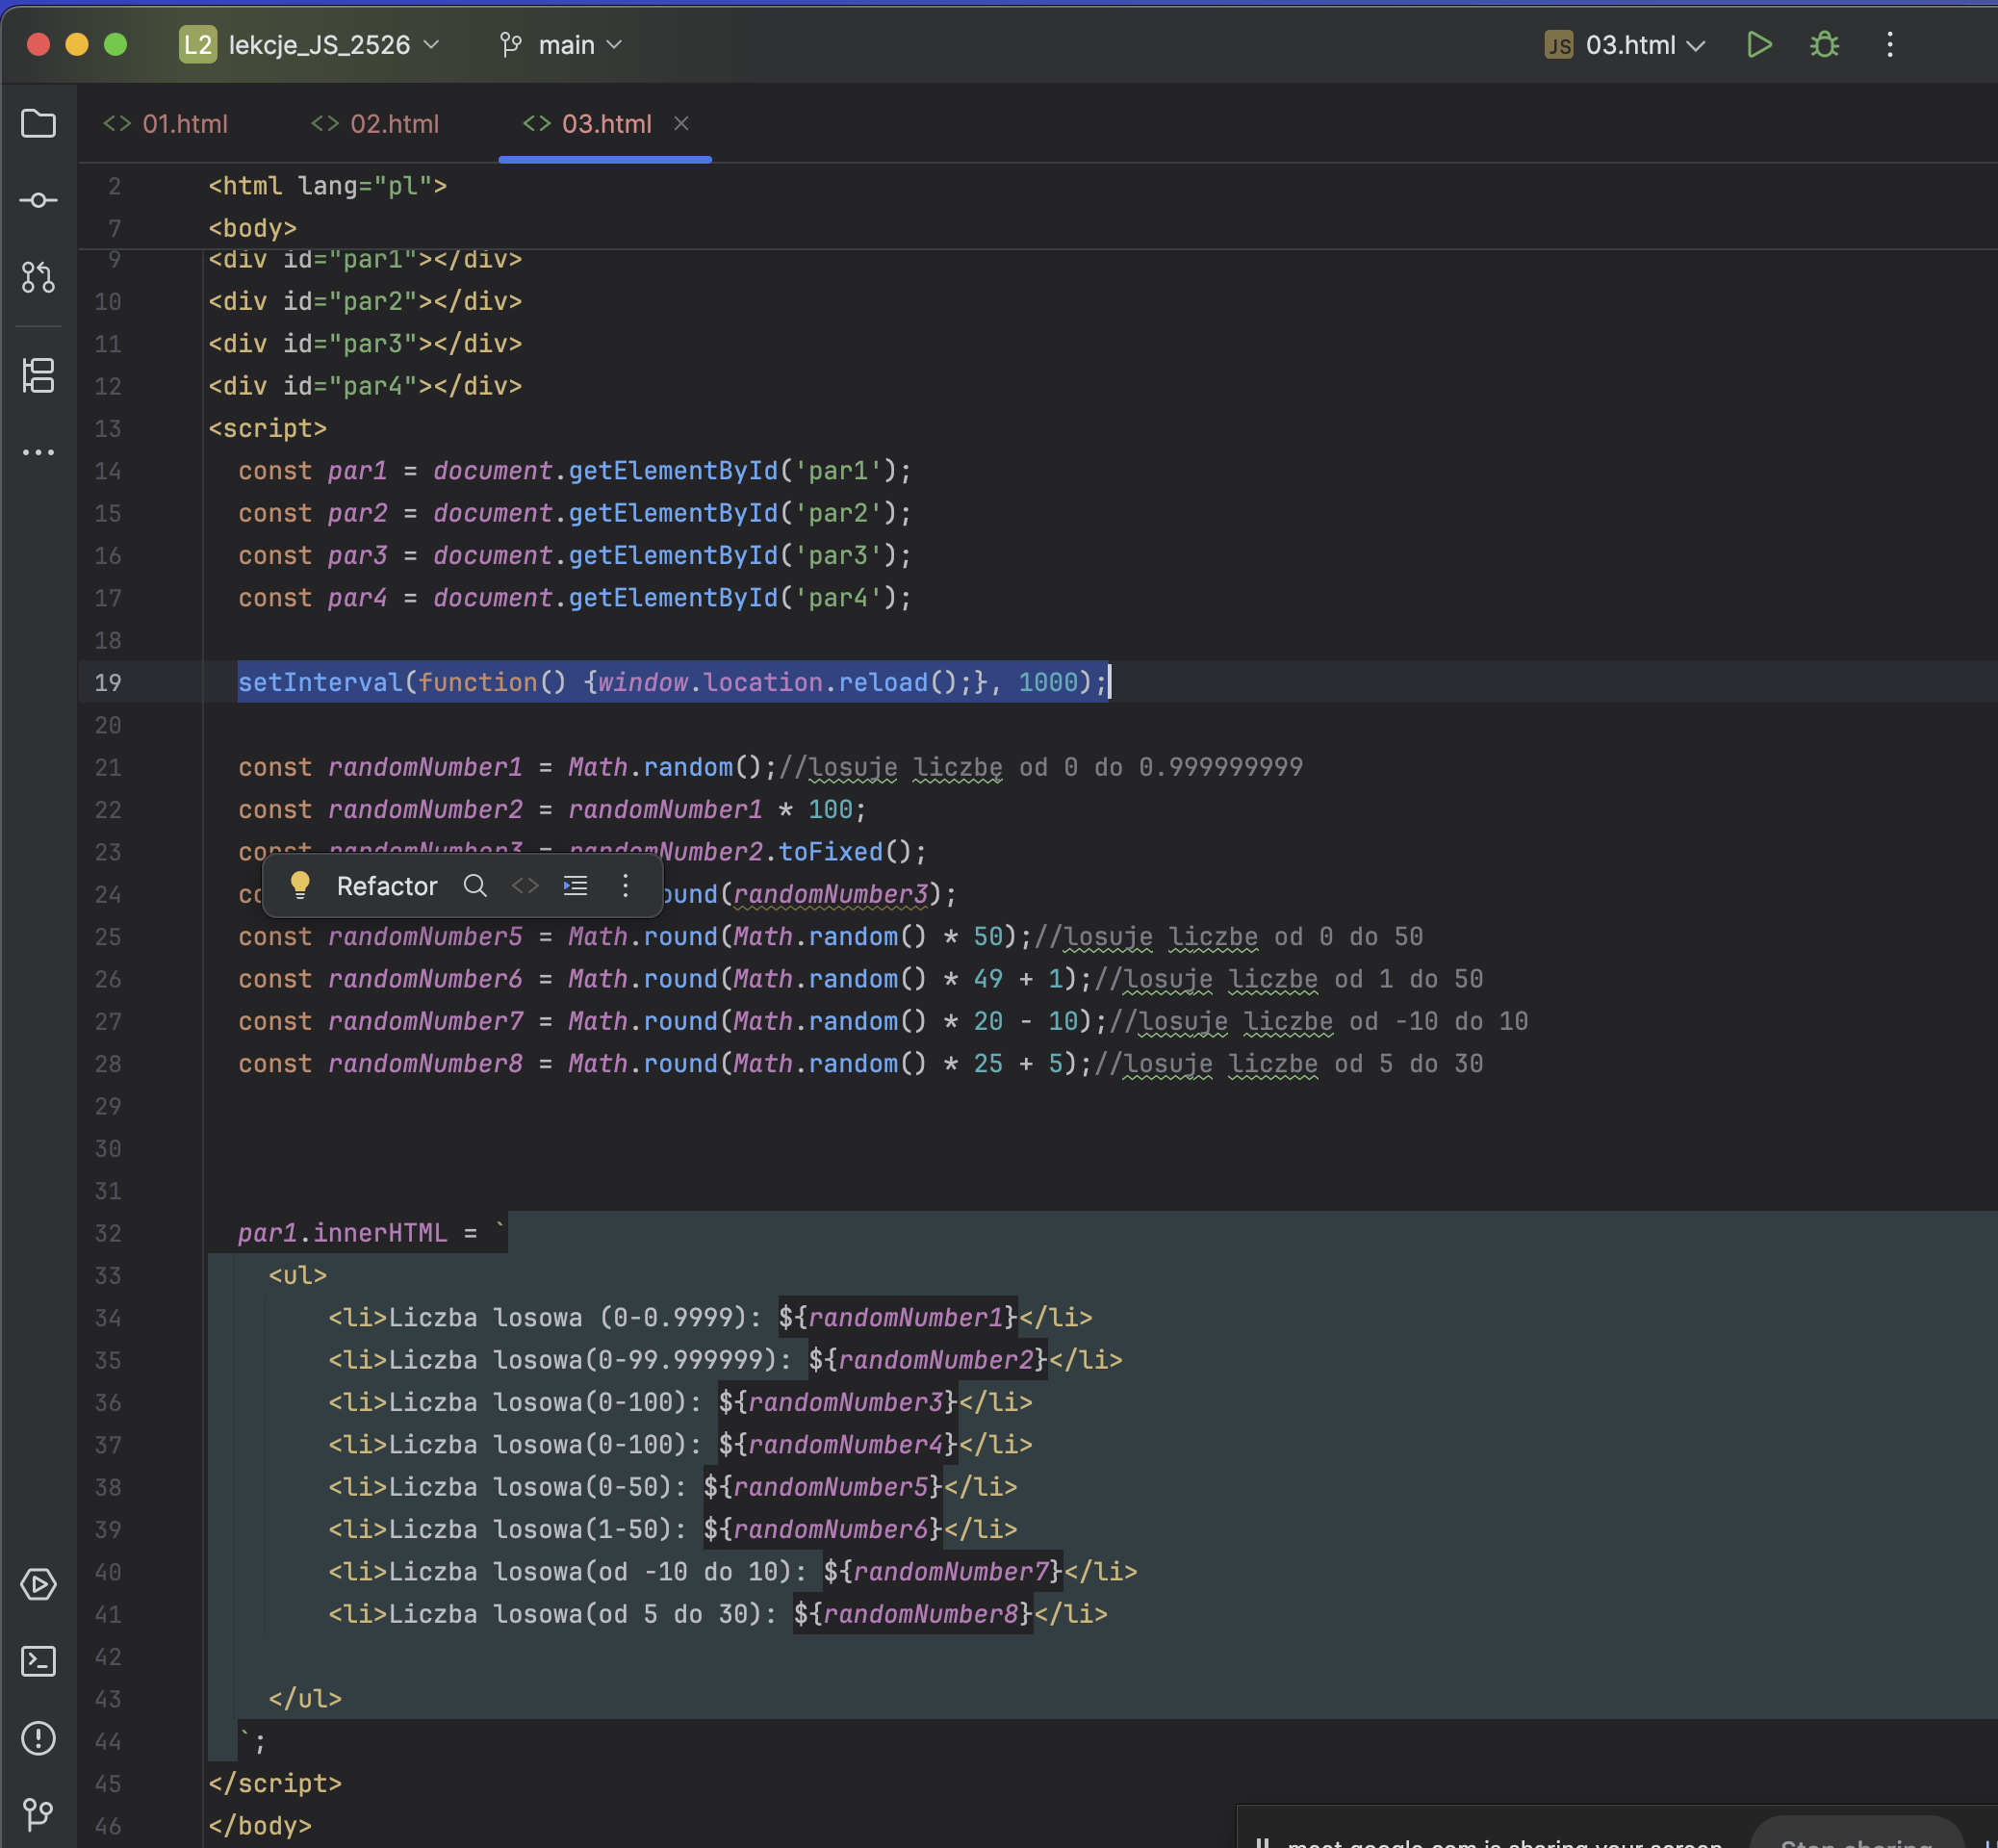 L2 lekcje_JS_2526 main JS 03.html
01.html 02.html 03.html
2 <html lang="pl">
7 <body>
9 <div id="par1"></div>
10 <div id="par2"></div>
11 <div id="par3"></div>
12 <div id="par4"></div>
13 <script>
14 const par1 = document.getElementById('par1');
15 const par2 = document.getElementById('par2');
16 const par3 = document.getElementById('par3');
17 const par4 = document.getElementById('par4');
18
19 setInterval(function() {window.location.reload();}, 1000);
20
21 const randomNumber1 = Math.random();//losuje liczbę od 0 do 0.999999999
22 const randomNumber2 = randomNumber1 * 100;
23 const randomNumber3 = randomNumber2.toFixed();
Refactor
24 ound(randomNumber3);
25 const randomNumber5 = Math.round(Math.random() * 50);//losuje liczbe od 0 do 50
26 const randomNumber6 = Math.round(Math.random() * 49 + 1);//losuje liczbe od 1 do 50
27 const randomNumber7 = Math.round(Math.random() * 20 - 10);//losuje liczbe od -10 do 10
28 const randomNumber8 = Math.round(Math.random() * 25 + 5);//losuje liczbe od 5 do 30
29
30
31
32 par1.innerHTML = `
33 <ul>
34 <li>Liczba losowa (0-0.9999): ${randomNumber1}</li>
35 <li>Liczba losowa(0-99.999999): ${randomNumber2}</li>
36 <li>Liczba losowa(0-100): ${randomNumber3}</li>
37 <li>Liczba losowa(0-100): ${randomNumber4}</li>
38 <li>Liczba losowa(0-50): ${randomNumber5}</li>
39 <li>Liczba losowa(1-50): ${randomNumber6}</li>
40 <li>Liczba losowa(od -10 do 10): ${randomNumber7}</li>
41 <li>Liczba losowa(od 5 do 30): ${randomNumber8}</li>
42
43 </ul>
44 `;
45 </script>
46 </body>
meet.google.com is sharing your screen. Stop sharing